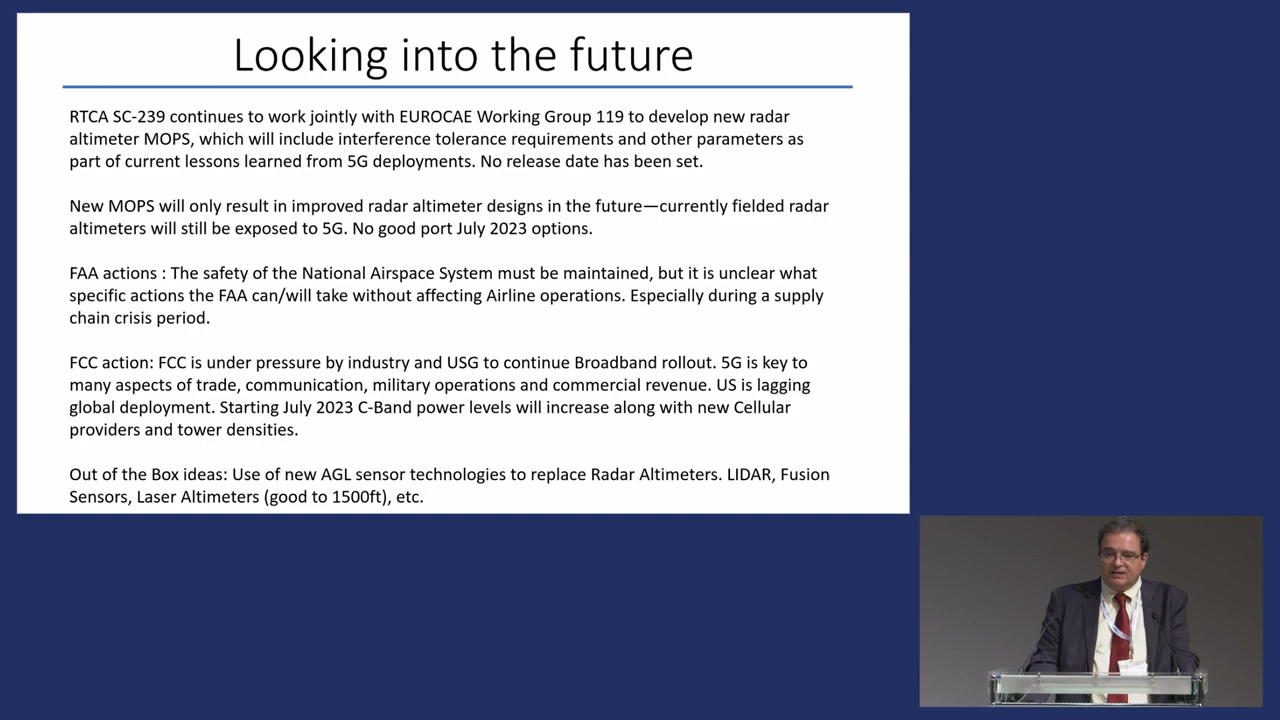 Looking into the future
RTCA SC-239 continues to work jointly with EUROCAE Working Group 119 to develop new radar
altimeter MOPS, which will include interference tolerance requirements and other parameters as
part of current lessons learned from 5G deployments. No release date has been set.
New MOPS will only result in improved radar altimeter designs in the future—currently fielded radar
altimeters will still be exposed to 5G. No good port July 2023 options.
FAA actions : The safety of the National Airspace System must be maintained, but it is unclear what
specific actions the FAA can/will take without affecting Airline operations. Especially during a supply
chain crisis period.
FCC action: FCC is under pressure by industry and USG to continue Broadband rollout. 5G is key to
many aspects of trade, communication, military operations and commercial revenue. US is lagging
global deployment. Starting July 2023 C-Band power levels will increase along with new Cellular
providers and tower densities.
Out of the Box ideas: Use of new AGL sensor technologies to replace Radar Altimeters. LIDAR, Fusion
Sensors, Laser Altimeters (good to 1500ft), etc.